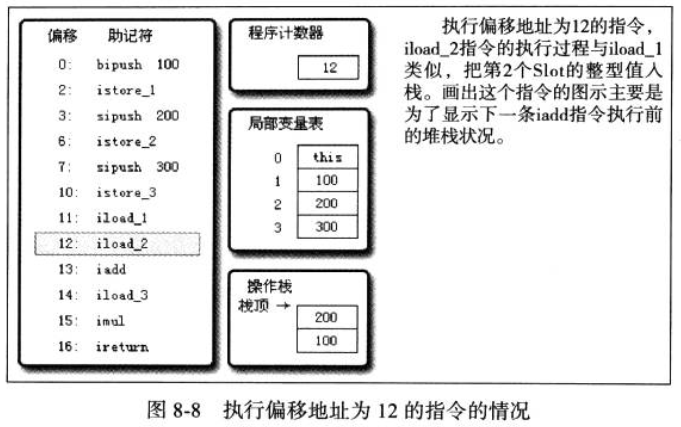 偏移 助记符
0: bipush 100
2: istore_1
3: sipush 200
6: istore_2
7: sipush 300
10: istore_3
11: iload_1
12: iload_2
13: iadd
14: iload_3
15: imul
16: ireturn
程序计数器
12
局部变量表
0 this
1 100
2 200
3 300
操作栈
栈顶 →
200
100
执行偏移地址为12的指令，
iload_2指令的执行过程与iload_1
类似，把第2个Slot的整型值入
栈。画出这个指令的图示主要是
为了显示下一条iadd指令执行前
的堆栈状况。
图 8-8 执行偏移地址为 12 的指令的情况